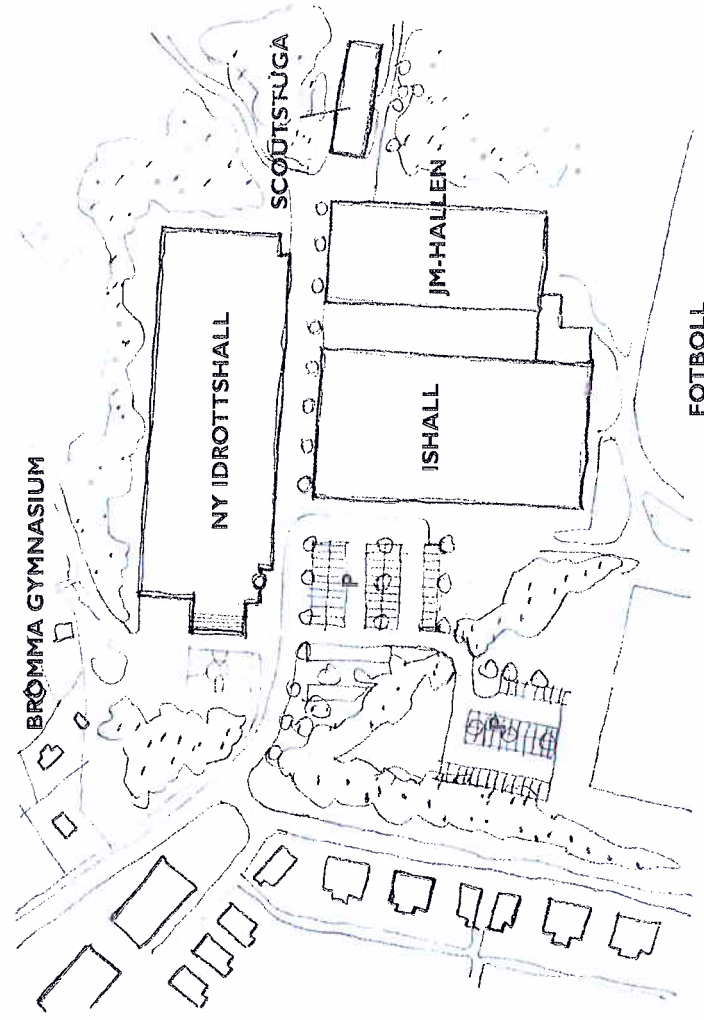 BROMMA GYMNASIUM
NY IDROTTSHALL
SCOUTSTUGA
P
ISHALL
JM-HALLEN
P
FOTBOLL